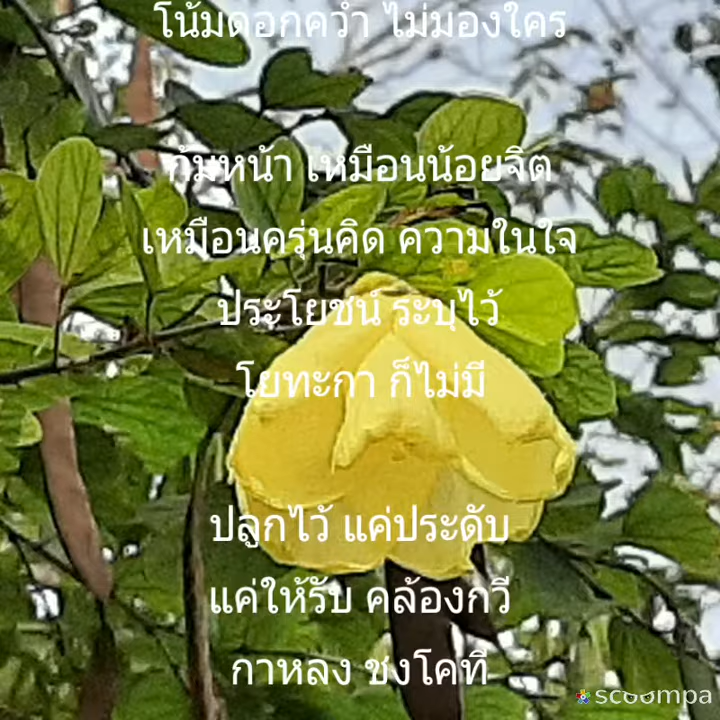 โน้มดอกคว่ำ ไม่มองใคร
ก้มหน้า เหมือนน้อยจิต
เหมือนครุ่นคิด ความในใจ
ประโยชน์ ระบุไว้
โยทะกา ก็ไม่มี
ปลูกไว้ แค่ประดับ
แค่ให้รับ คล้องกวี
กาหลง ชงโคที่
scoompa